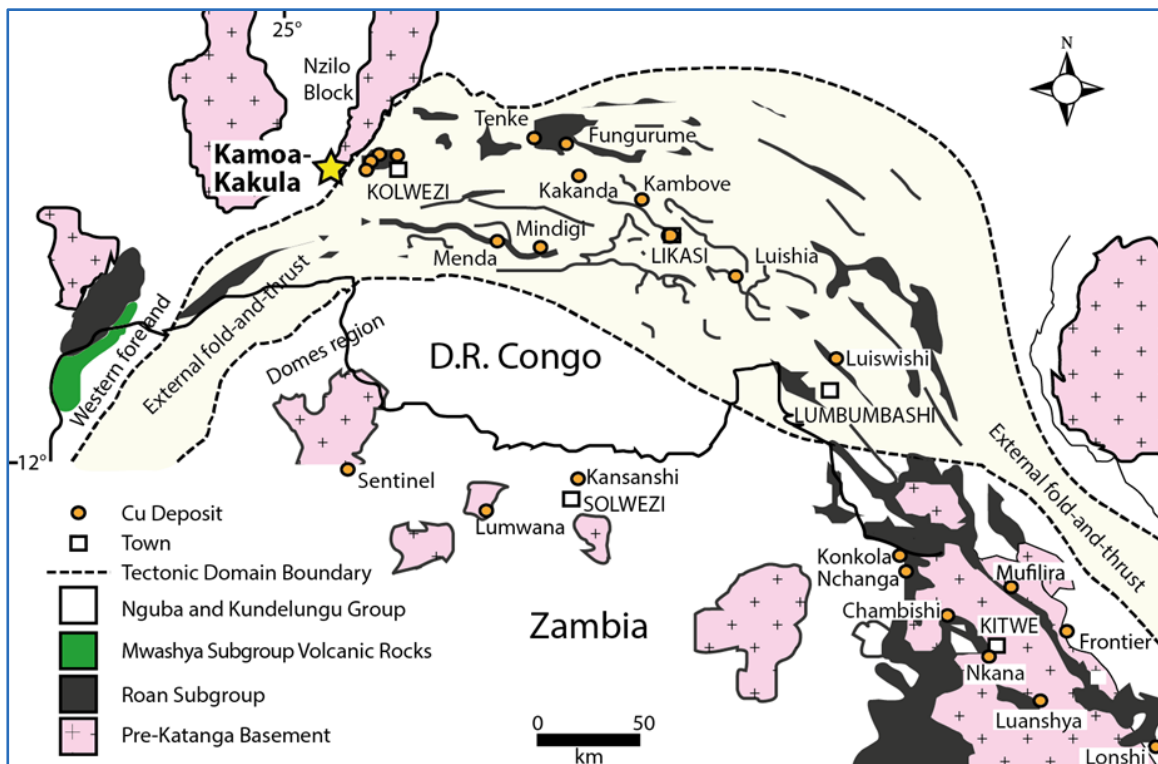 25°
N
Nzilo
Block
Tenke
Fungurume
Kamoa-
Kakula
KOLWEZI
Kakanda
Kambove
Mindigi
Menda
LIKASI
Luishia
Western foreland
External fold-and-thrust
Domes region
D.R. Congo
Luiswishi
LUMBUMBASHI
External fold-and-thrust
12°
Sentinel
Kansanshi
SOLWEZI
Lumwana
Cu Deposit
Town
Tectonic Domain Boundary
Nguba and Kundelungu Group
Mwashya Subgroup Volcanic Rocks
Roan Subgroup
Pre-Katanga Basement
Zambia
0 50
km
Konkola
Nchanga
Mufilira
Chambishi
KITWE
Frontier
Nkana
Luanshya
Lonshi